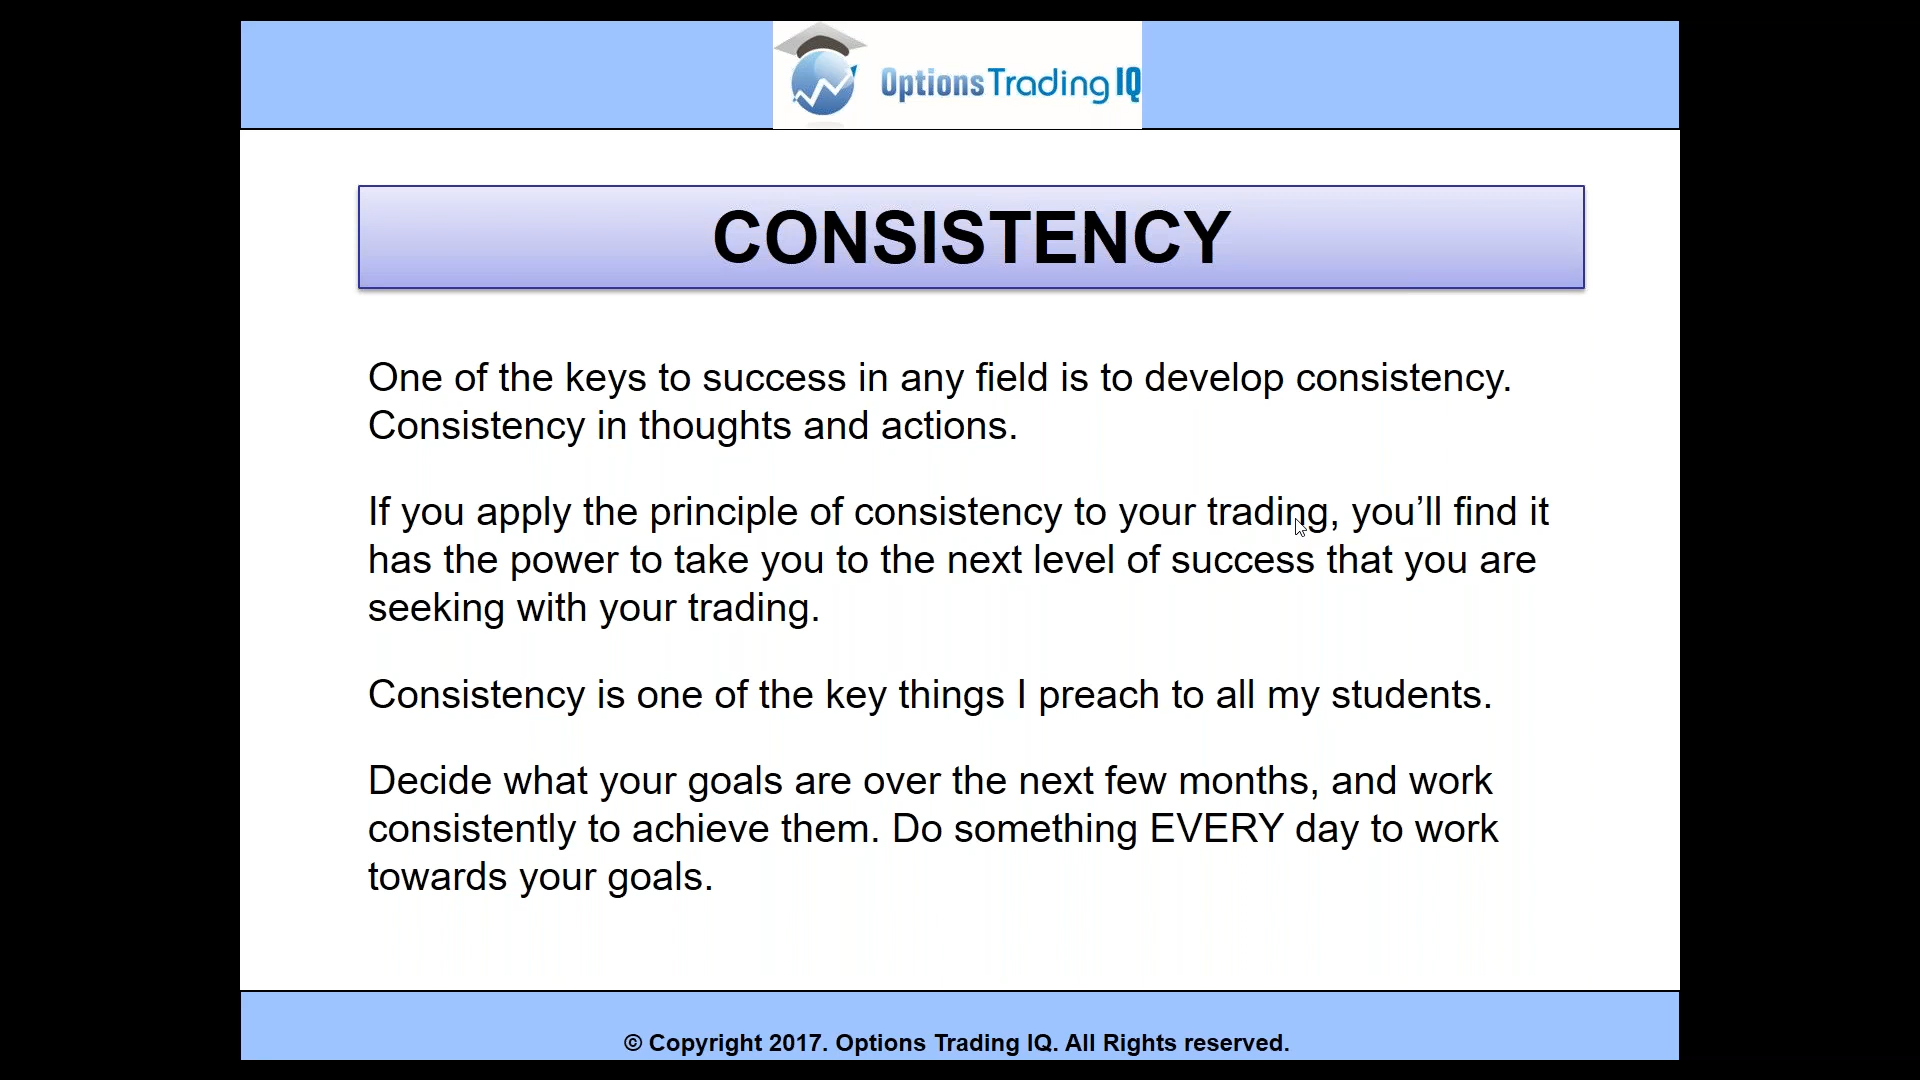 OptionsTrading IQ
CONSISTENCY
One of the keys to success in any field is to develop consistency.
Consistency in thoughts and actions.
If you apply the principle of consistency to your trading, you’ll find it
has the power to take you to the next level of success that you are
seeking with your trading.
Consistency is one of the key things I preach to all my students.
Decide what your goals are over the next few months, and work
consistently to achieve them. Do something EVERY day to work
towards your goals.
© Copyright 2017. Options Trading IQ. All Rights reserved.